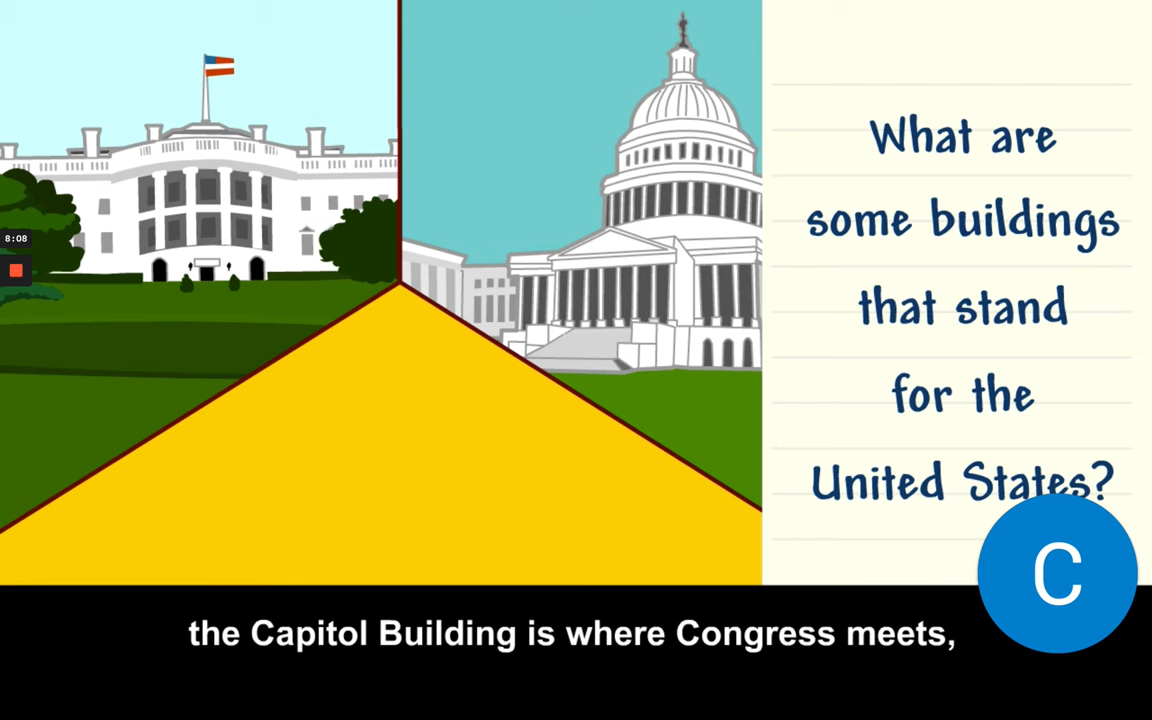 What are
some buildings
that stand
for the
United States?
8:08
C
the Capitol Building is where Congress meets,